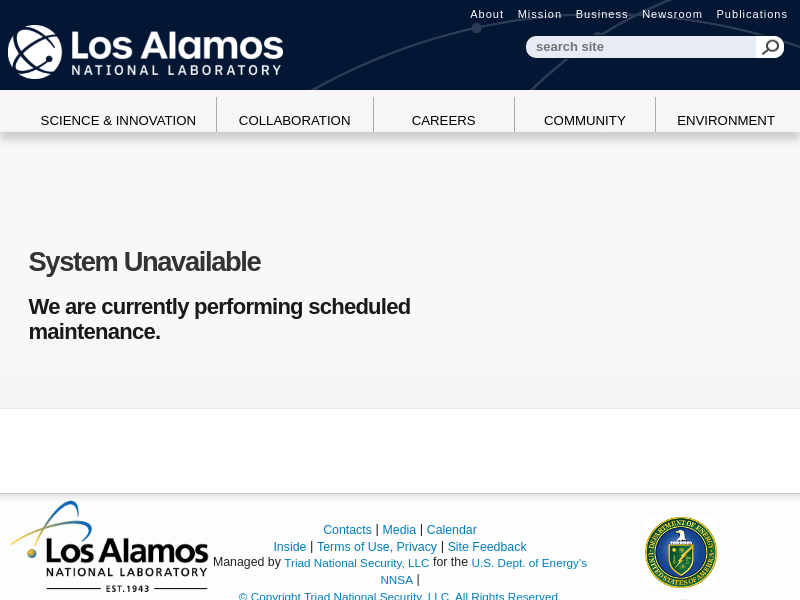 About Mission Business Newsroom Publications
Los Alamos
NATIONAL LABORATORY
search site
SCIENCE & INNOVATION COLLABORATION CAREERS COMMUNITY ENVIRONMENT
System Unavailable
We are currently performing scheduled
maintenance.
Los Alamos
NATIONAL LABORATORY
EST.1943
Contacts | Media | Calendar
Inside | Terms of Use, Privacy | Site Feedback
Managed by Triad National Security, LLC for the U.S. Dept. of Energy's
NNSA |
© Copyright Triad National Security, LLC. All Rights Reserved.
DEPARTMENT OF ENERGY
UNITED STATES OF AMERICA